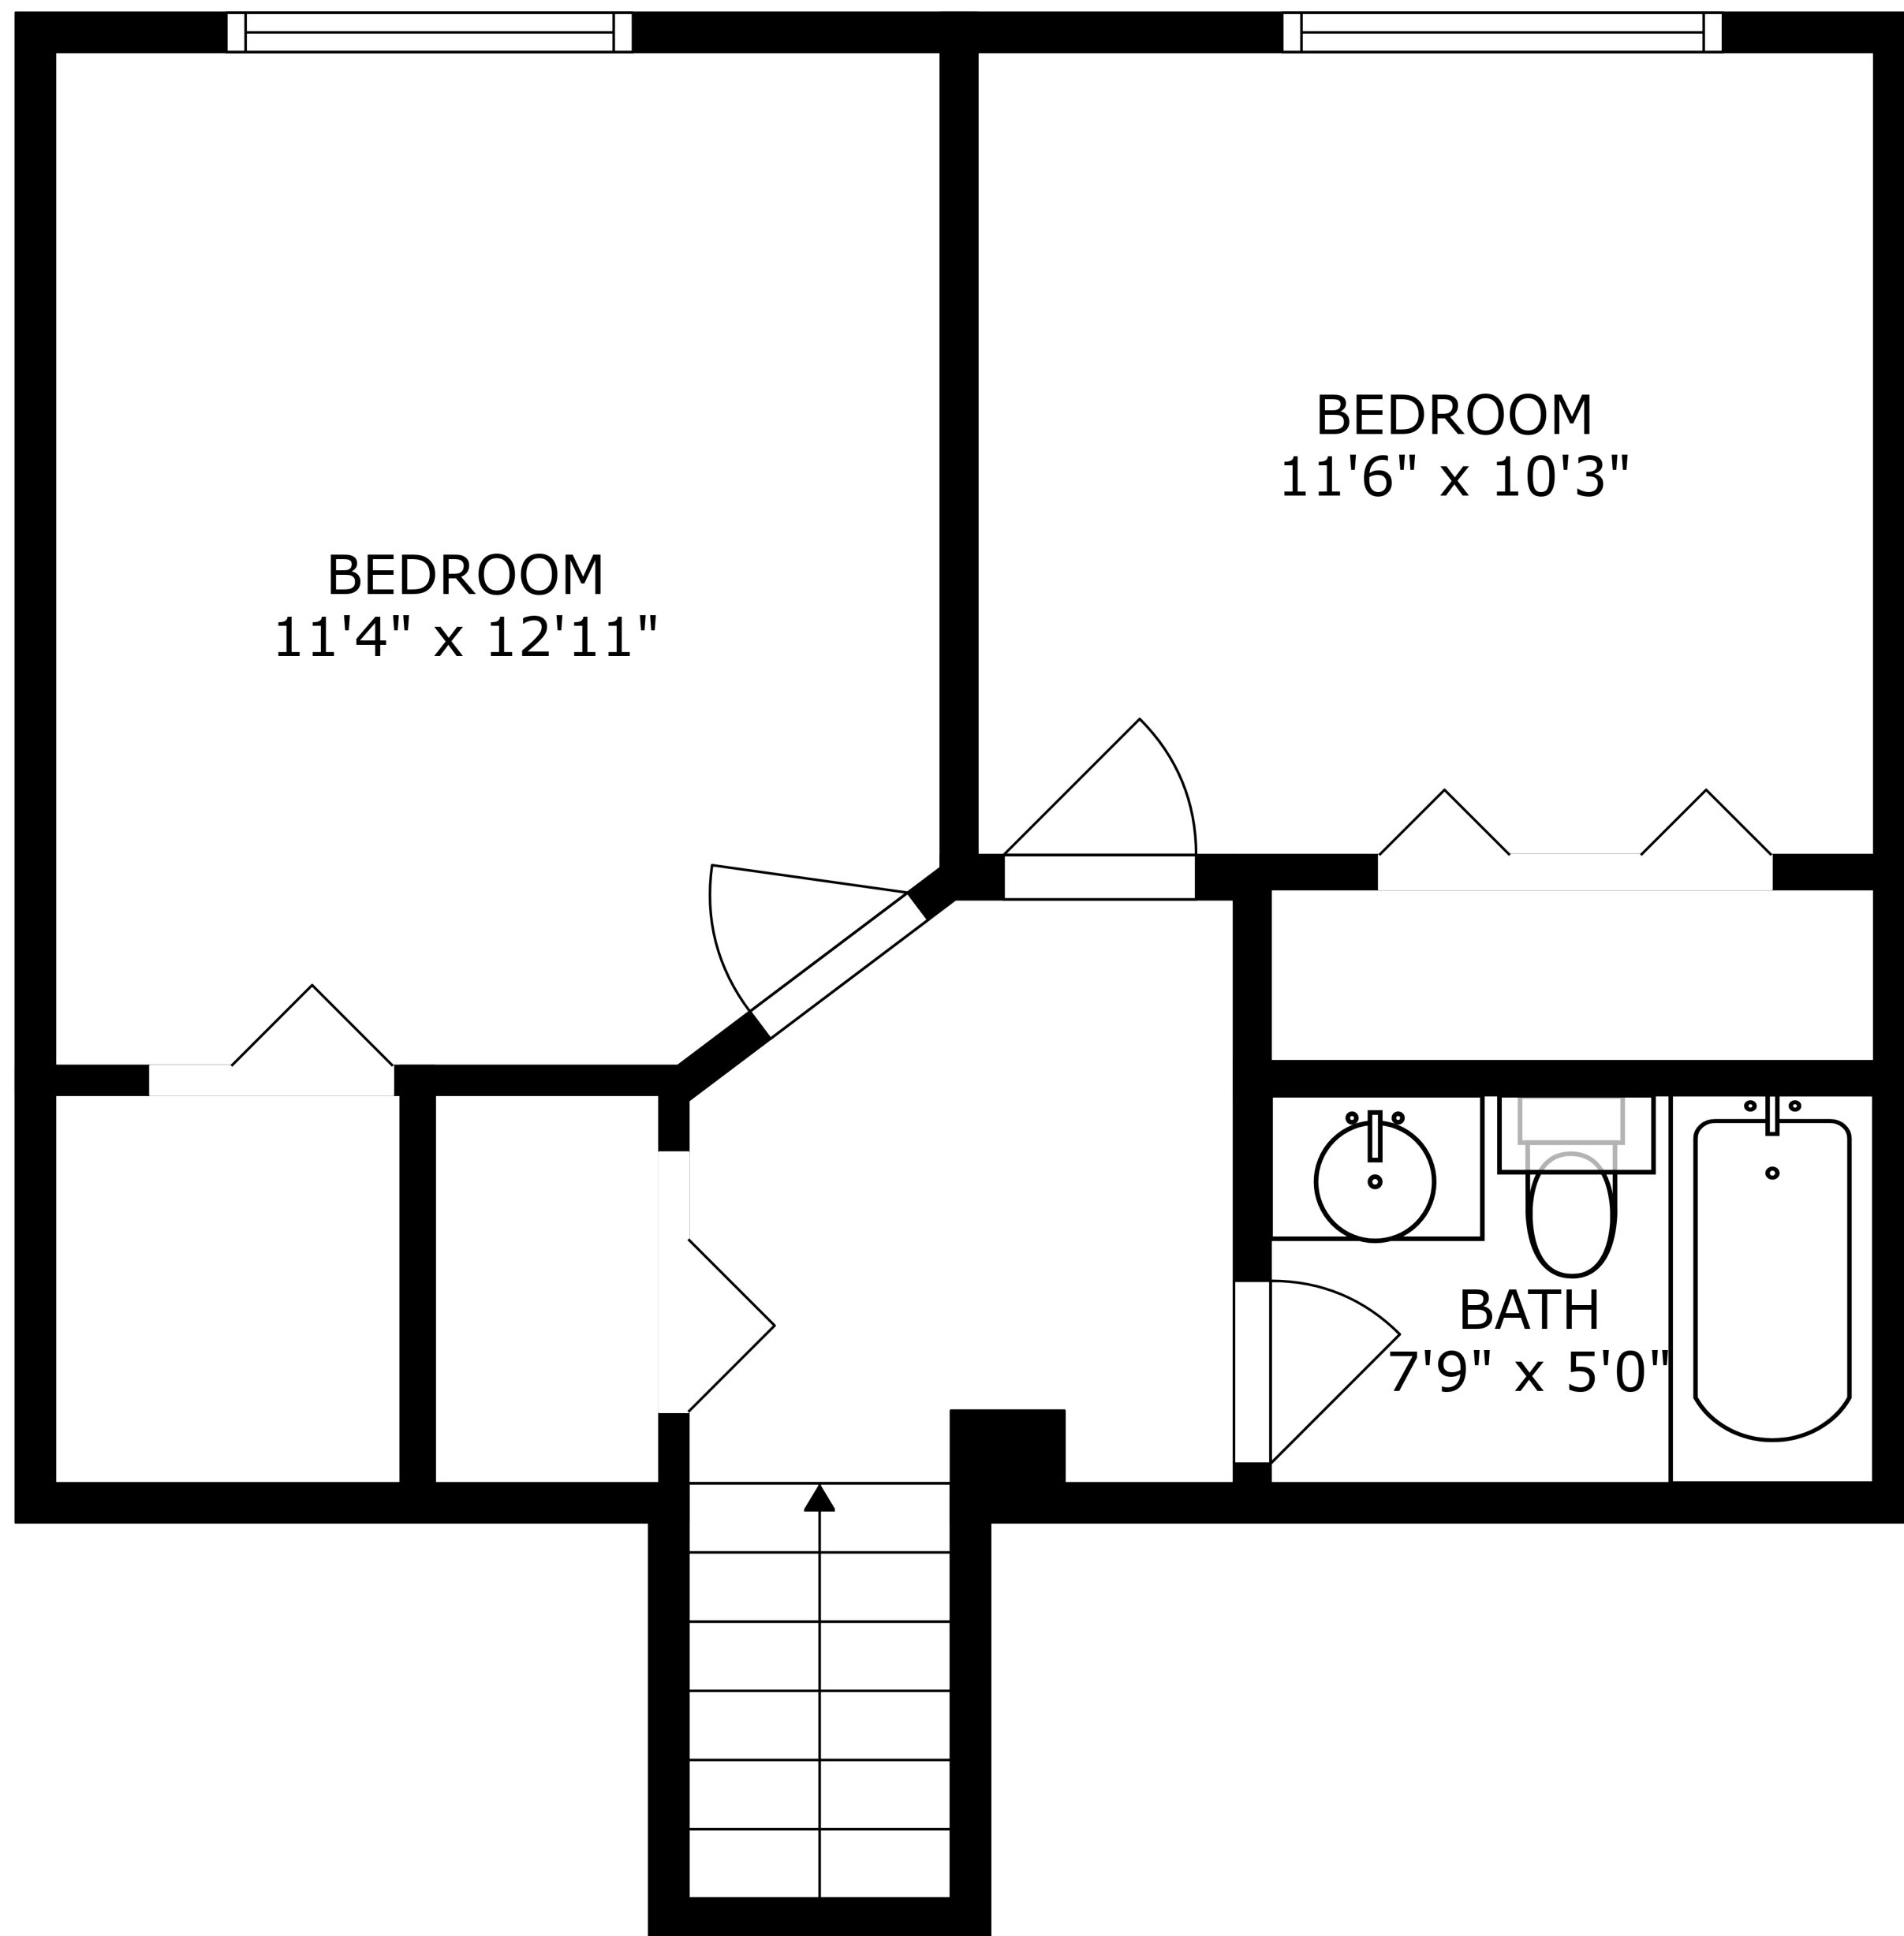 BEDROOM
11'6" x 10'3"
BEDROOM
11'4" x 12'11"
BATH
7'9" x 5'0"